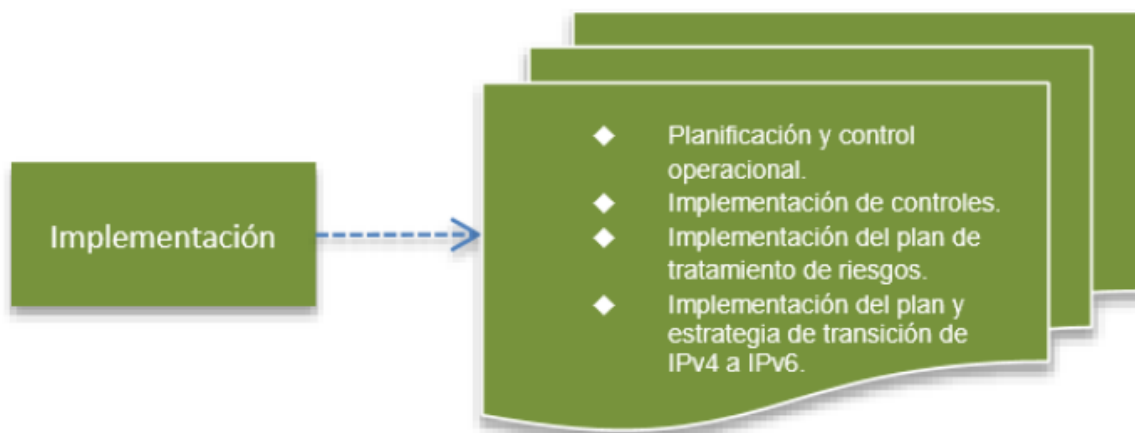 Implementación
◆ Planificación y control
operacional.
◆ Implementación de controles.
◆ Implementación del plan de
tratamiento de riesgos.
◆ Implementación del plan y
estrategia de transición de
IPv4 a IPv6.